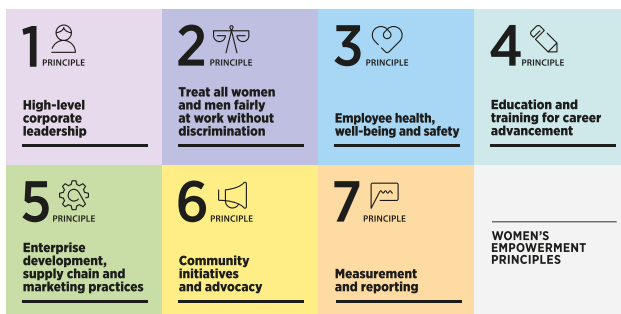 1 PRINCIPLE
High-level
corporate
leadership
2 PRINCIPLE
Treat all women
and men fairly
at work without
discrimination
3 PRINCIPLE
Employee health,
well-being and safety
4 PRINCIPLE
Education and
training for career
advancement
5 PRINCIPLE
Enterprise
development,
supply chain and
marketing practices
6 PRINCIPLE
Community
initiatives
and advocacy
7 PRINCIPLE
Measurement
and reporting
WOMEN'S
EMPOWERMENT
PRINCIPLES